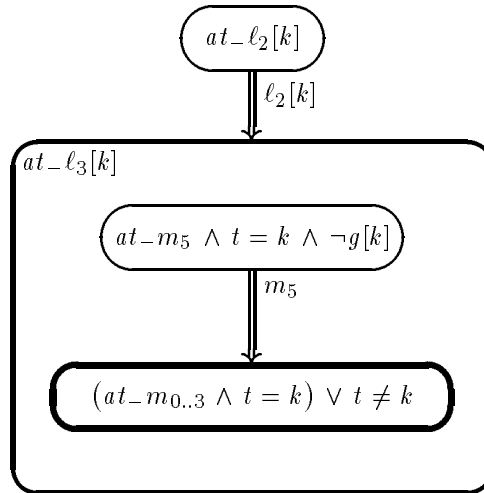 at_ℓ₂[k]
ℓ₂[k]
at_ℓ₃[k]
at_m₅ ∧ t = k ∧ ¬g[k]
m₅
(at_m₀..₃ ∧ t = k) ∨ t ≠ k